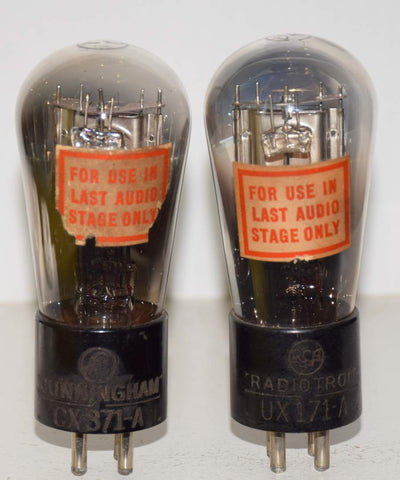 FOR USE IN
LAST AUDIO
STAGE ONLY
CUNNINGHAM
CX 371-A
FOR USE IN
LAST AUDIO
STAGE ONLY
RCA
RADIOTRON
UX 171-A